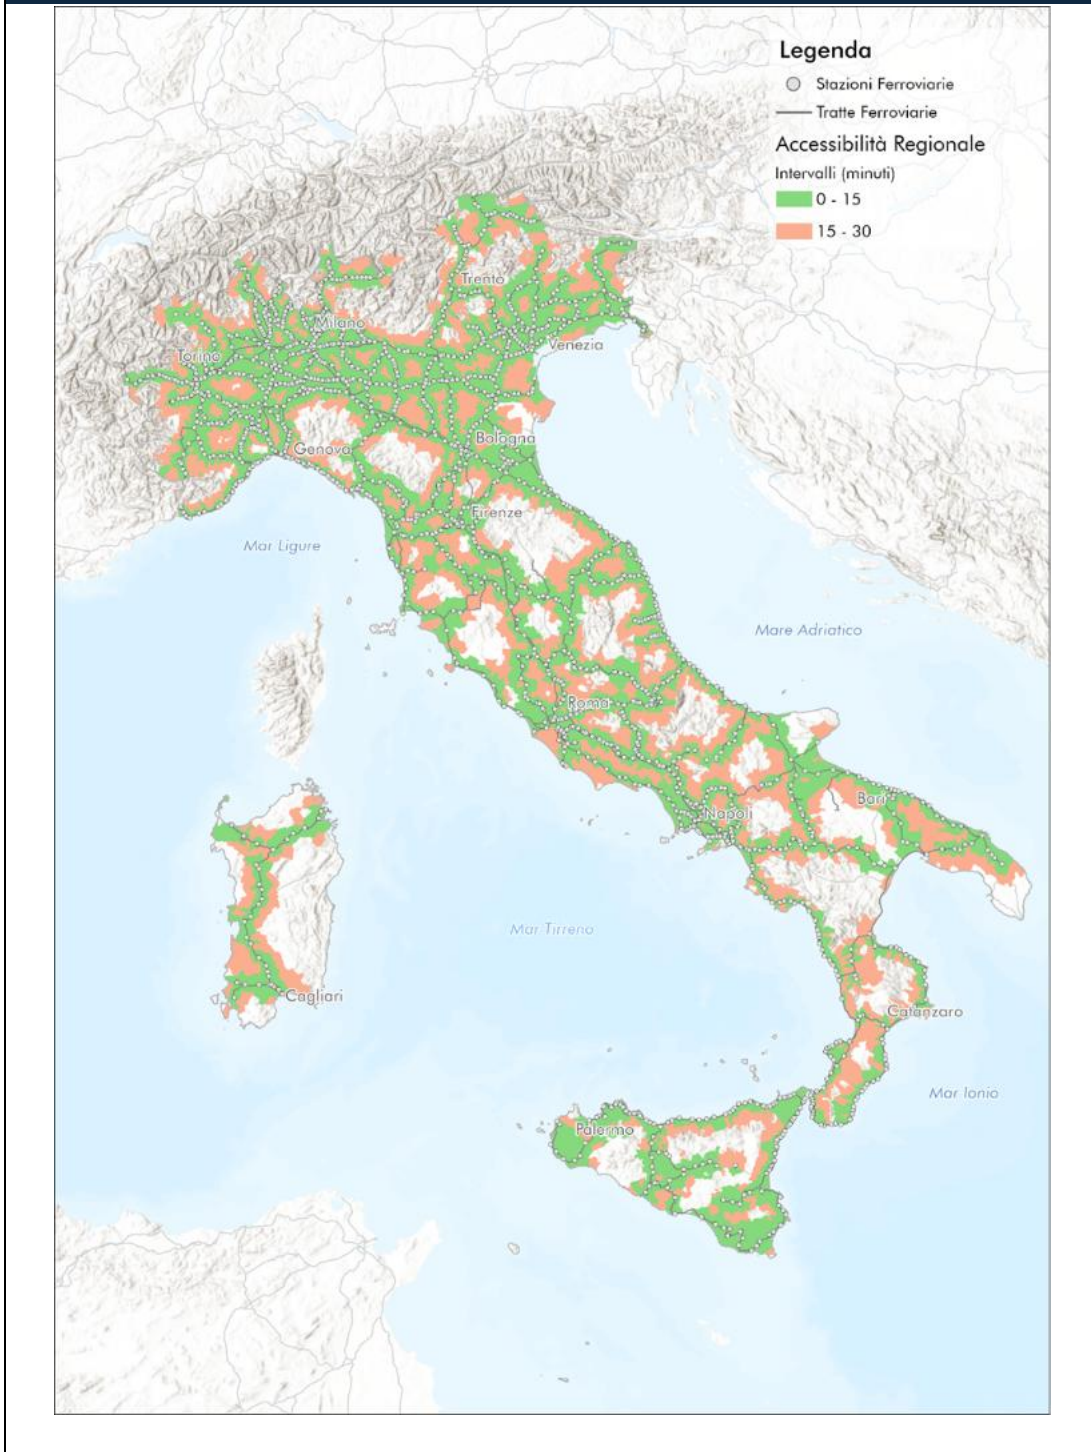 Legenda
Stazioni Ferroviarie
Tratte Ferroviarie
Accessibilità Regionale
Intervalli (minuti)
0 - 15
15 - 30
Trento
Milano
Venezia
Torino
Bologna
Genova
Firenze
Mar Ligure
Mare Adriatico
Roma
Bari
Napoli
Mar Tirreno
Cagliari
Catanzaro
Mar Ionio
Palermo